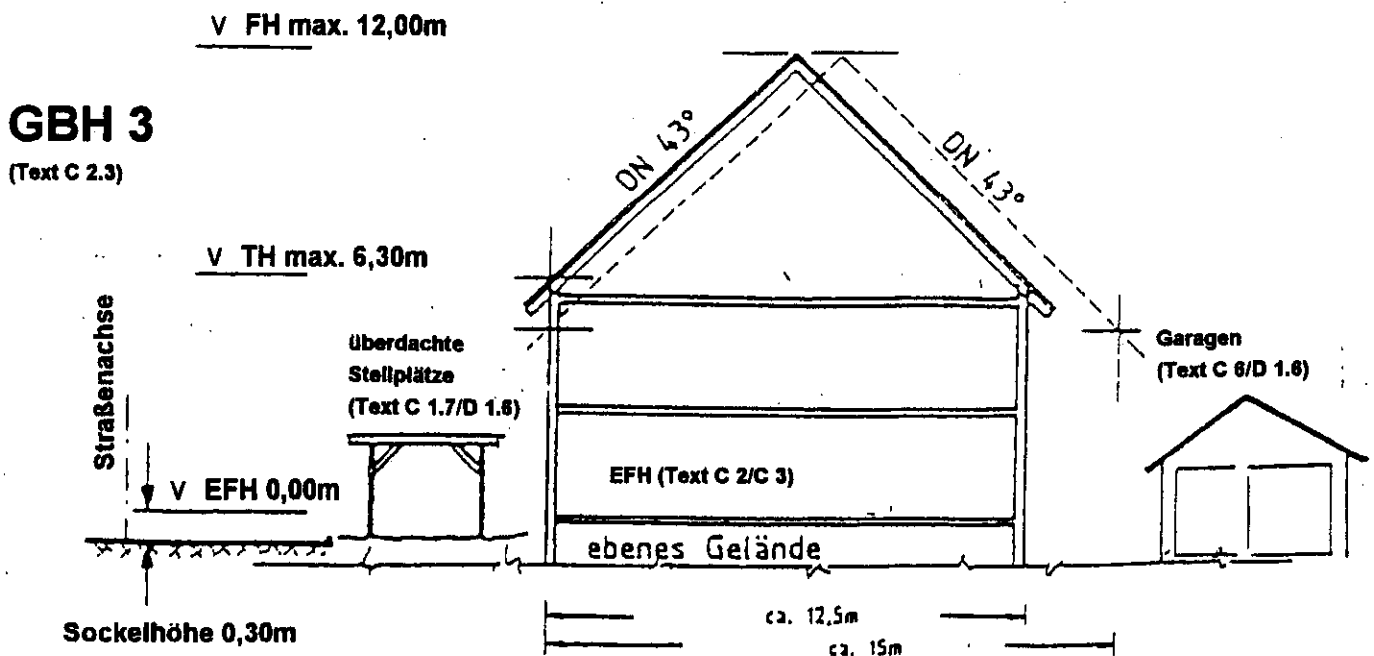 V FH max. 12,00m
GBH 3
(Text C 2.3)
DN 43°
DN 43°
V TH max. 6,30m
Straßenachse
überdachte
Stellplätze
(Text C 1.7/D 1.6)
Garagen
(Text C 6/D 1.6)
V EFH 0,00m
EFH (Text C 2/C 3)
ebenes Gelände
Sockelhöhe 0,30m
ca. 12,5m
ca. 15m